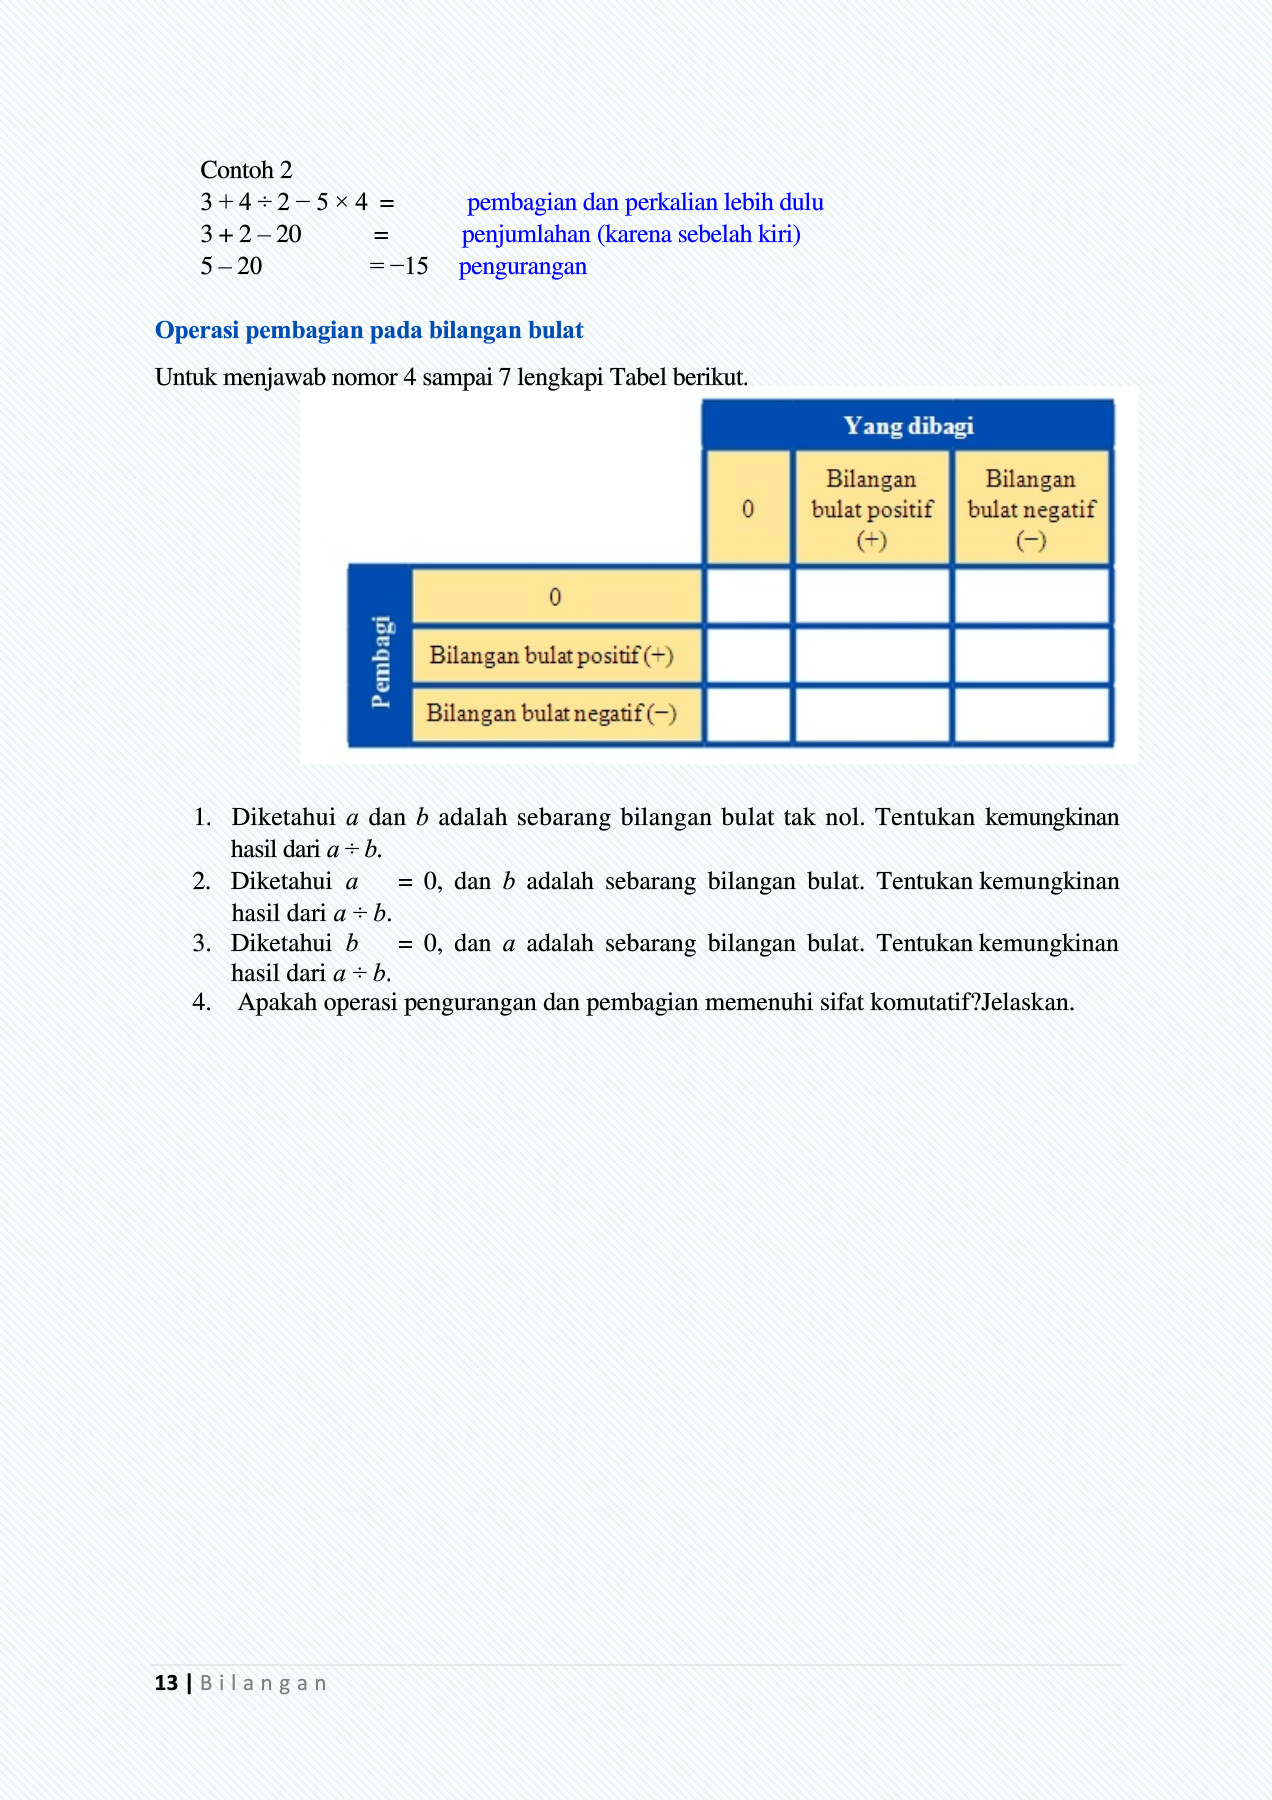 Contoh 2
3 + 4 ÷ 2 − 5 × 4 = pembagian dan perkalian lebih dulu
3 + 2 – 20 = penjumlahan (karena sebelah kiri)
5 – 20 = −15 pengurangan
Operasi pembagian pada bilangan bulat
Untuk menjawab nomor 4 sampai 7 lengkapi Tabel berikut.
Yang dibagi
0
Bilangan
bulat positif
(+)
Bilangan
bulat negatif
(−)
Pembagi
0
Bilangan bulat positif (+)
Bilangan bulat negatif (−)
1. Diketahui a dan b adalah sebarang bilangan bulat tak nol. Tentukan kemungkinan
hasil dari a ÷ b.
2. Diketahui a = 0, dan b adalah sebarang bilangan bulat. Tentukan kemungkinan
hasil dari a ÷ b.
3. Diketahui b = 0, dan a adalah sebarang bilangan bulat. Tentukan kemungkinan
hasil dari a ÷ b.
4. Apakah operasi pengurangan dan pembagian memenuhi sifat komutatif?Jelaskan.
13 | Bilangan